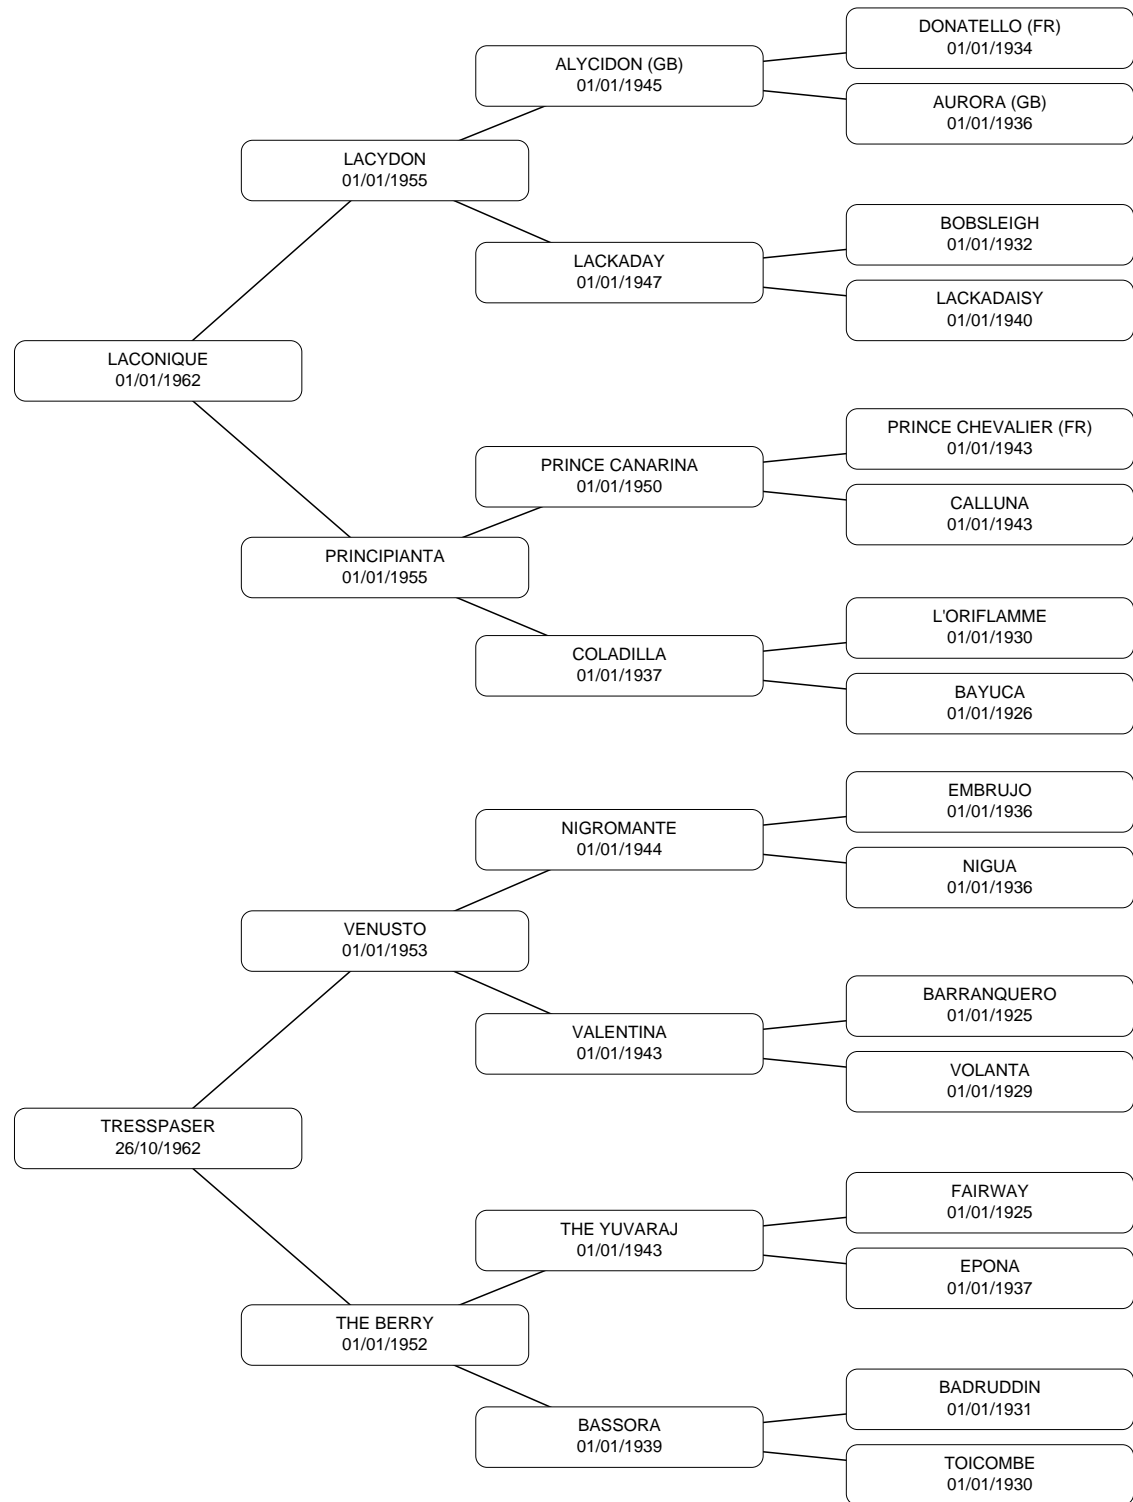 DONATELLO (FR)
01/01/1934
ALYCIDON (GB)
01/01/1945
AURORA (GB)
01/01/1936
LACYDON
01/01/1955
BOBSLEIGH
01/01/1932
LACKADAY
01/01/1947
LACKADAISY
01/01/1940
LACONIQUE
01/01/1962
PRINCE CHEVALIER (FR)
01/01/1943
PRINCE CANARINA
01/01/1950
CALLUNA
01/01/1943
PRINCIPIANTA
01/01/1955
L'ORIFLAMME
01/01/1930
COLADILLA
01/01/1937
BAYUCA
01/01/1926
EMBRUJO
01/01/1936
NIGROMANTE
01/01/1944
NIGUA
01/01/1936
VENUSTO
01/01/1953
BARRANQUERO
01/01/1925
VALENTINA
01/01/1943
VOLANTA
01/01/1929
TRESSPASER
26/10/1962
FAIRWAY
01/01/1925
THE YUVARAJ
01/01/1943
EPONA
01/01/1937
THE BERRY
01/01/1952
BADRUDDIN
01/01/1931
BASSORA
01/01/1939
TOICOMBE
01/01/1930